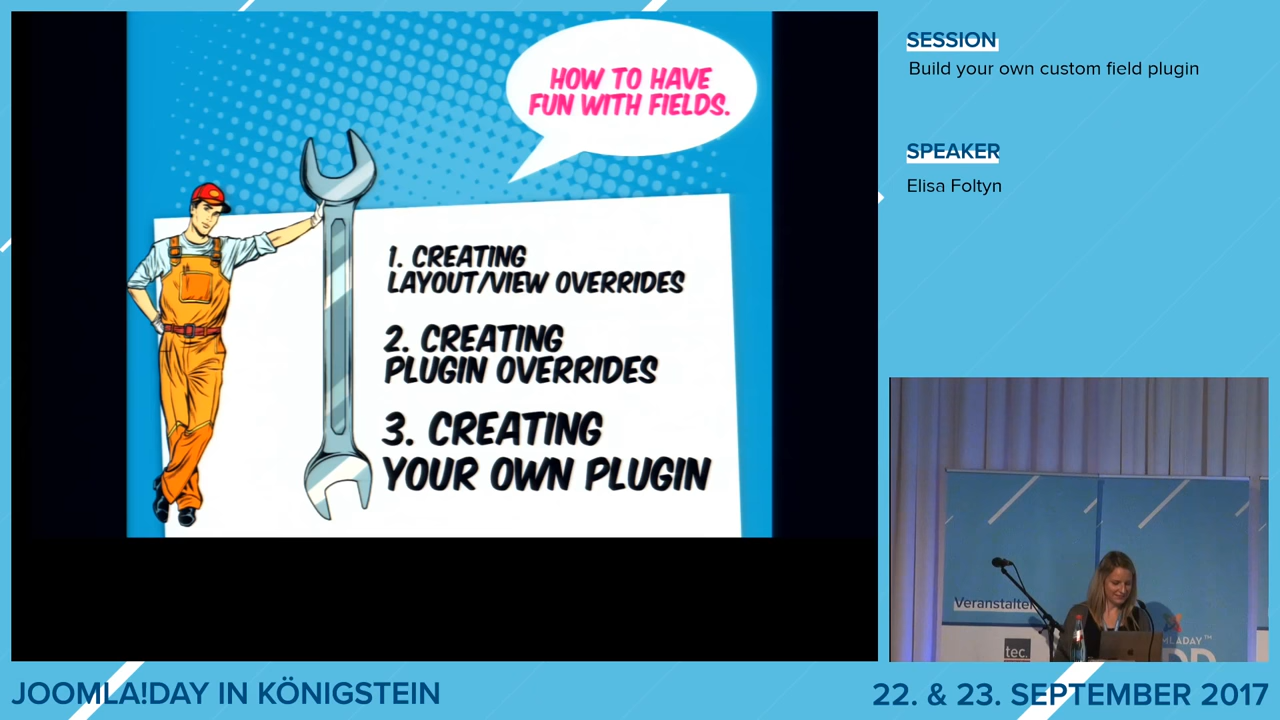 HOW TO HAVE
FUN WITH FIELDS.
1. CREATING
LAYOUT/VIEW OVERRIDES
2. CREATING
PLUGIN OVERRIDES
3. CREATING
YOUR OWN PLUGIN
SESSION
Build your own custom field plugin
SPEAKER
Elisa Foltyn
Veranstalter
tec.
JOOMLA!DAY IN KÖNIGSTEIN
22. & 23. SEPTEMBER 2017